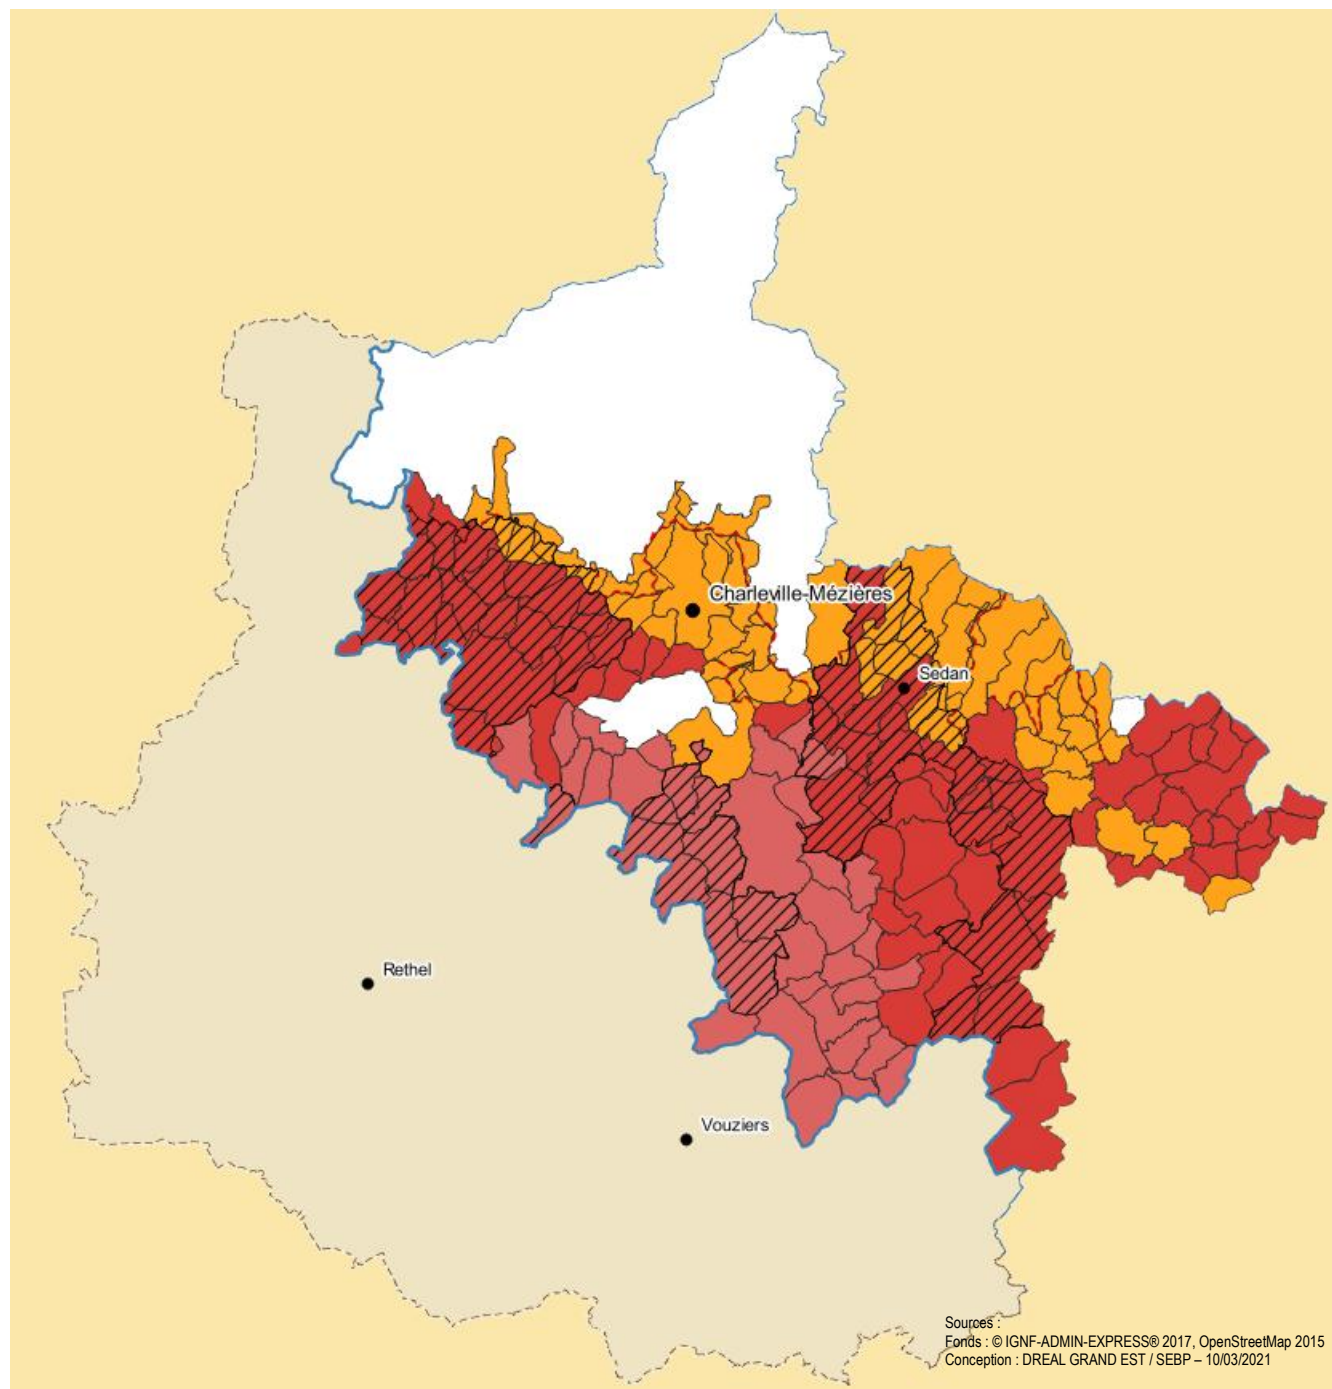 Charleville-Mézières
Sedan
Rethel
Vouziers
Sources :
Fonds : © IGNF-ADMIN-EXPRESS® 2017, OpenStreetMap 2015
Conception : DREAL GRAND EST / SEBP – 10/03/2021